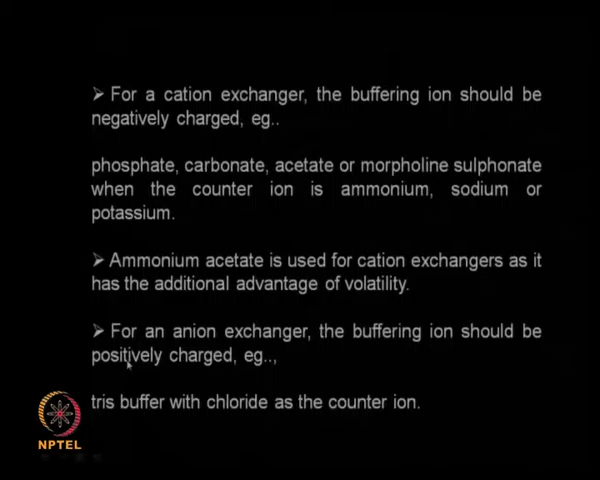 ➤ For a cation exchanger, the buffering ion should be
negatively charged, eg..
phosphate, carbonate, acetate or morpholine sulphonate
when the counter ion is ammonium, sodium or
potassium.
➤ Ammonium acetate is used for cation exchangers as it
has the additional advantage of volatility.
➤ For an anion exchanger, the buffering ion should be
positively charged, eg..,
tris buffer with chloride as the counter ion.
NPTEL